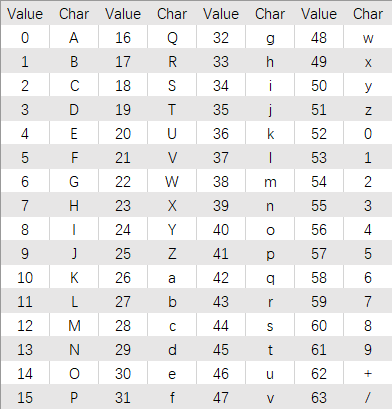 Value Char Value Char Value Char Value Char
0 A 16 Q 32 g 48 w
1 B 17 R 33 h 49 x
2 C 18 S 34 i 50 y
3 D 19 T 35 j 51 z
4 E 20 U 36 k 52 0
5 F 21 V 37 l 53 1
6 G 22 W 38 m 54 2
7 H 23 X 39 n 55 3
8 I 24 Y 40 o 56 4
9 J 25 Z 41 p 57 5
10 K 26 a 42 q 58 6
11 L 27 b 43 r 59 7
12 M 28 c 44 s 60 8
13 N 29 d 45 t 61 9
14 O 30 e 46 u 62 +
15 P 31 f 47 v 63 /